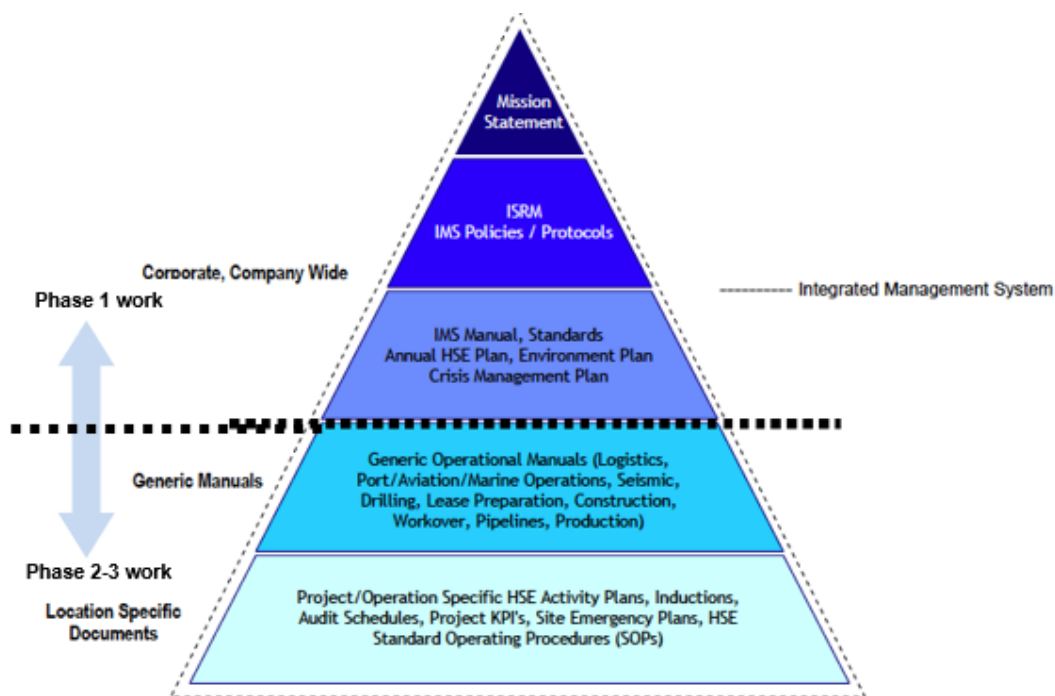 Mission
Statement
ISRM
IMS Policies / Protocols
Corporate, Company Wide
Phase 1 work
---------- Integrated Management System
IMS Manual, Standards
Annual HSE Plan, Environment Plan
Crisis Management Plan
Generic Manuals
Generic Operational Manuals (Logistics,
Port/Aviation/Marine Operations, Seismic,
Drilling, Lease Preparation, Construction,
Workover, Pipelines, Production)
Phase 2-3 work
Location Specific
Documents
Project/Operation Specific HSE Activity Plans, Inductions,
Audit Schedules, Project KPI's, Site Emergency Plans, HSE
Standard Operating Procedures (SOPs)